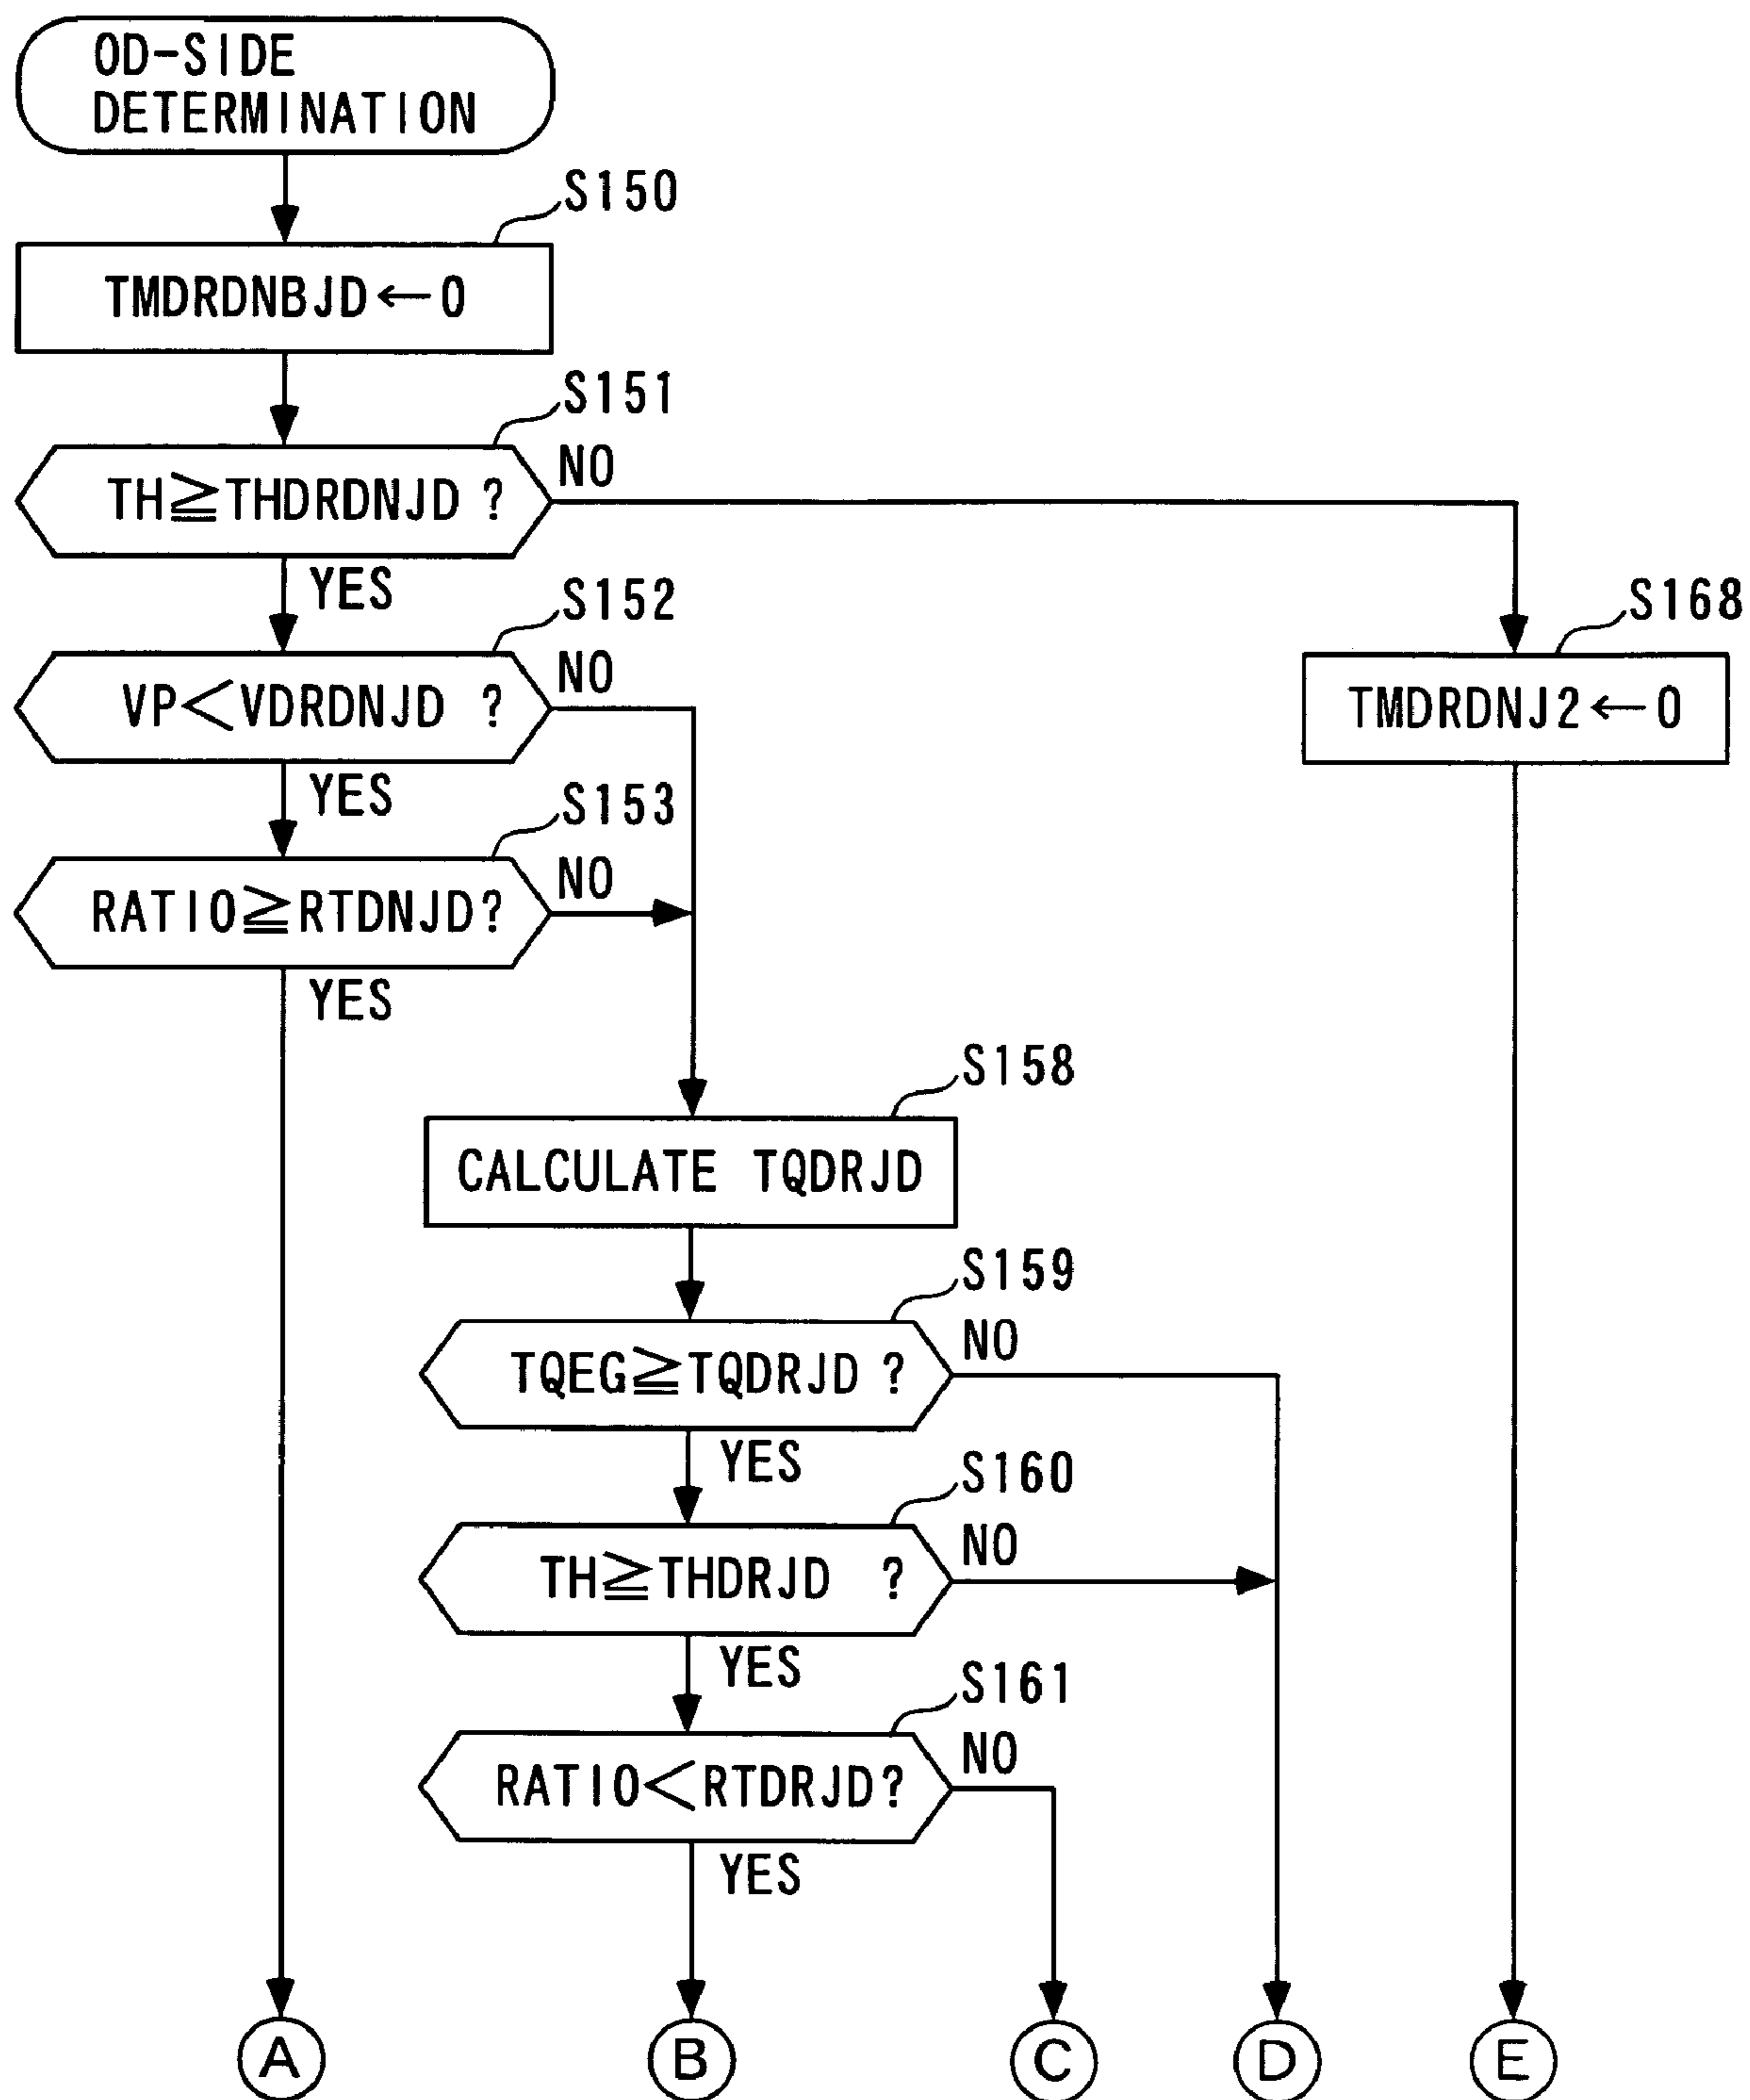 OD-SIDE
DETERMINATION
S150
TMDRDNBJD←0
S151
TH≧THDRDNJD ?
NO
YES
S152
S168
VP<VDRDNJD ?
NO
TMDRDNJ2←0
YES
S153
RATIO≧RTDNJD?
NO
YES
S158
CALCULATE TQDRJD
S159
TQEG≧TQDRJD ?
NO
YES
S160
TH≧THDRJD ?
NO
YES
S161
RATIO<RTDRJD?
NO
YES
A
B
C
D
E